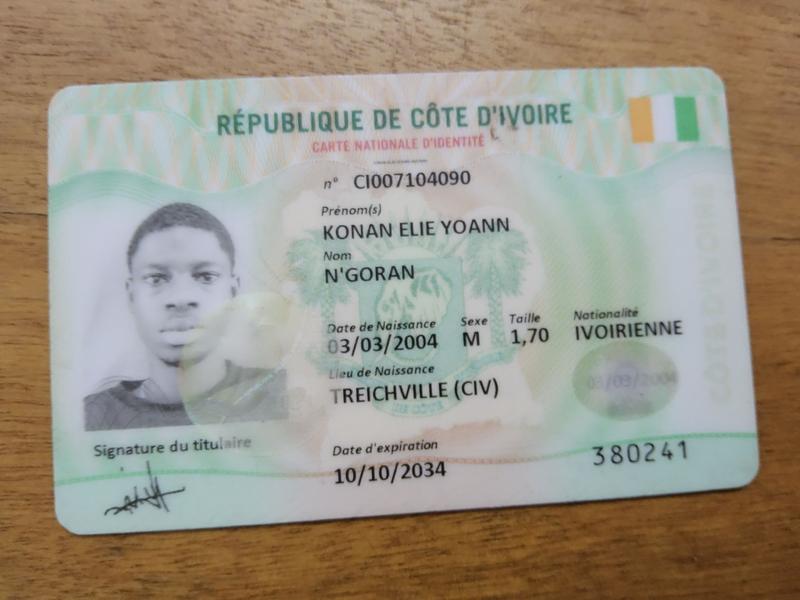 RÉPUBLIQUE DE CÔTE D'IVOIRE
CARTE NATIONALE D'IDENTITÉ
n° CI007104090
Prénom(s)
KONAN ELIE YOANN
Nom
N'GORAN
Date de Naissance Sexe Taille Nationalité
03/03/2004 M 1,70 IVOIRIENNE
Lieu de Naissance
TREICHVILLE (CIV)
03/03/2004
Signature du titulaire
Date d'expiration
10/10/2034
380241
CÔTE D'IVOIRE